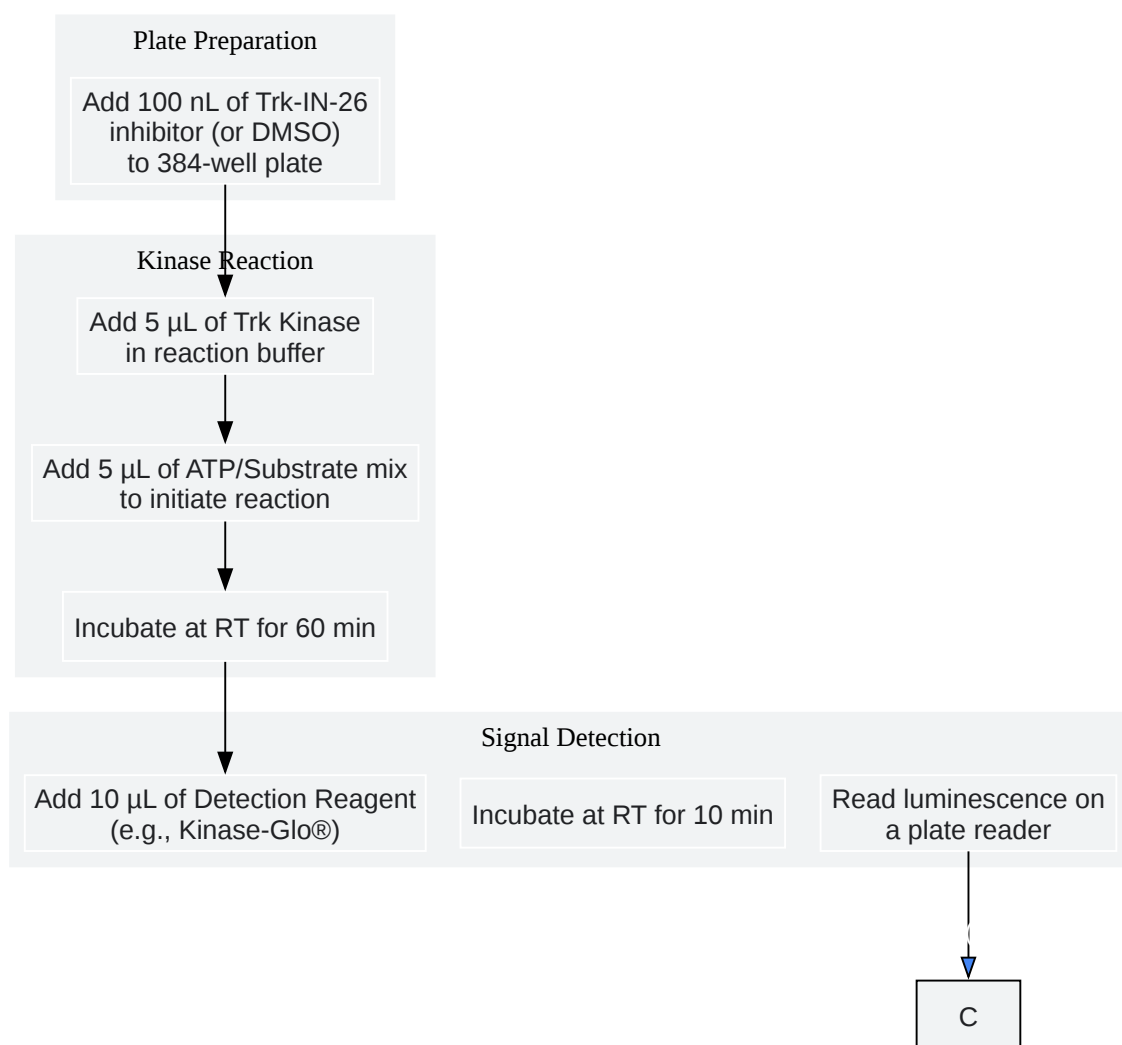 Plate Preparation
Add 100 nL of Trk-IN-26
inhibitor (or DMSO)
to 384-well plate
Kinase Reaction
Add 5 µL of Trk Kinase
in reaction buffer
Add 5 µL of ATP/Substrate mix
to initiate reaction
Incubate at RT for 60 min
Signal Detection
Add 10 µL of Detection Reagent
(e.g., Kinase-Glo®)
Incubate at RT for 10 min
Read luminescence on
a plate reader
C